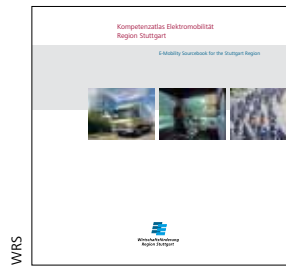 Kompetenzatlas Elektromobilität
Region Stuttgart
E-Mobility Sourcebook for the Stuttgart Region
Wirtschaftsförderung
Region Stuttgart
WRS